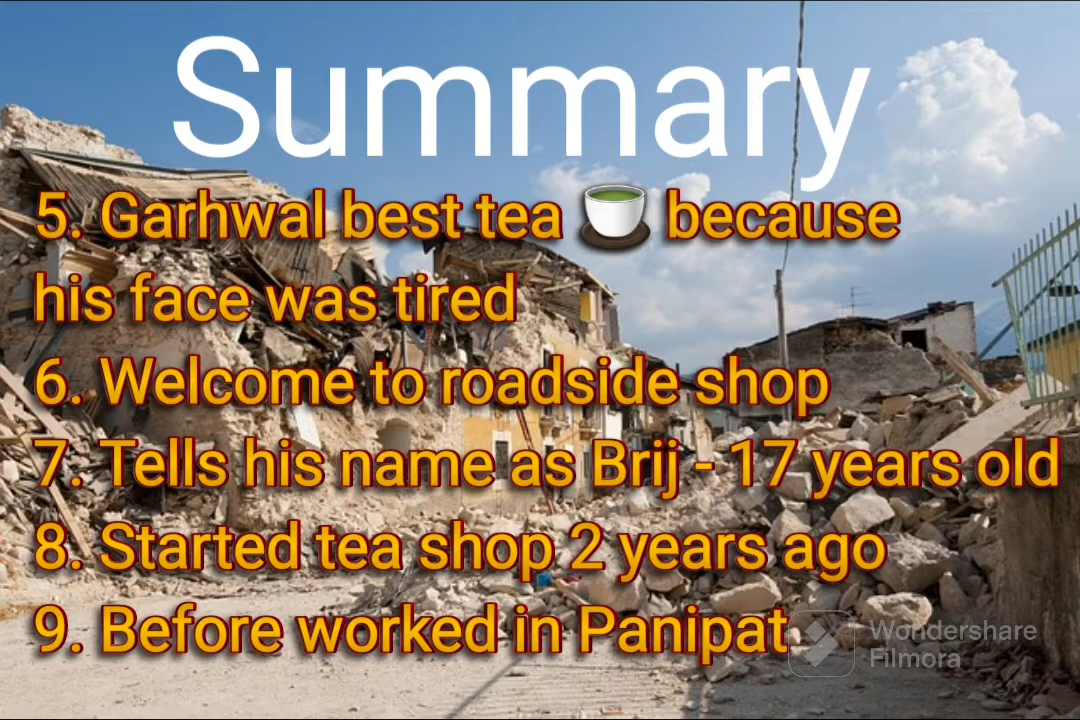 Summary
5. Garhwal best tea 🍵 because
his face was tired
6. Welcome to roadside shop
7. Tells his name as Brij - 17 years old
8. Started tea shop 2 years ago
9. Before worked in Panipat
Wondershare
Filmora